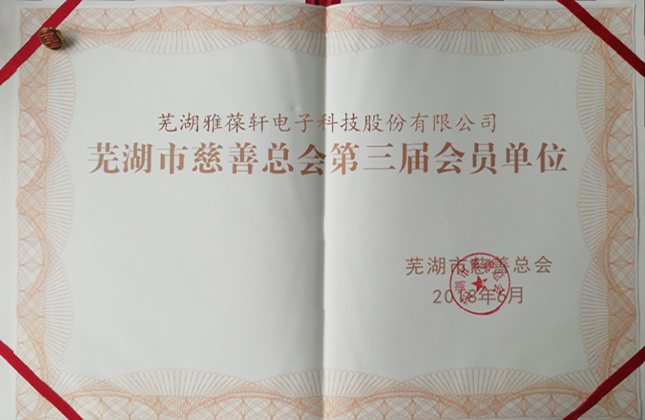 芜湖雅葆轩电子科技股份有限公司
芜湖市慈善总会第三届会员单位
芜湖市慈善总会
2018年6月